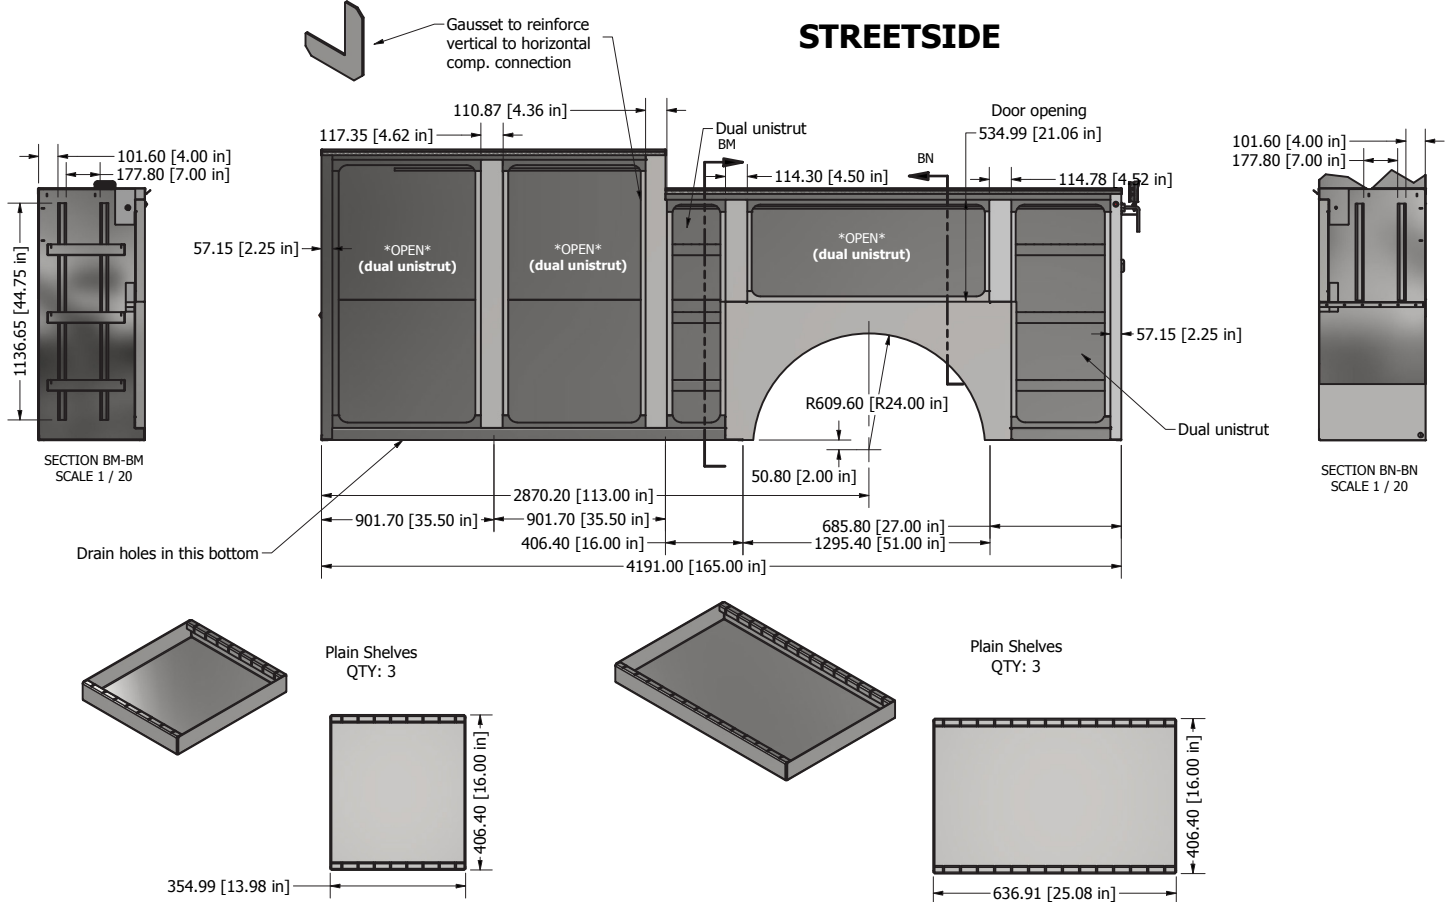 STREETSIDE
Gausset to reinforce
vertical to horizontal
comp. connection
110.87 [4.36 in]
117.35 [4.62 in]
Dual unistrut
BM
Door opening
534.99 [21.06 in]
BN
114.30 [4.50 in]
114.78 [4.52 in]
101.60 [4.00 in]
177.80 [7.00 in]
101.60 [4.00 in]
177.80 [7.00 in]
57.15 [2.25 in]
*OPEN*
(dual unistrut)
*OPEN*
(dual unistrut)
*OPEN*
(dual unistrut)
1136.65 [44.75 in]
57.15 [2.25 in]
R609.60 [R24.00 in]
Dual unistrut
50.80 [2.00 in]
SECTION BM-BM
SCALE 1 / 20
SECTION BN-BN
SCALE 1 / 20
2870.20 [113.00 in]
901.70 [35.50 in]
901.70 [35.50 in]
685.80 [27.00 in]
406.40 [16.00 in]
1295.40 [51.00 in]
4191.00 [165.00 in]
Drain holes in this bottom
Plain Shelves
QTY: 3
406.40 [16.00 in]
354.99 [13.98 in]
Plain Shelves
QTY: 3
406.40 [16.00 in]
636.91 [25.08 in]